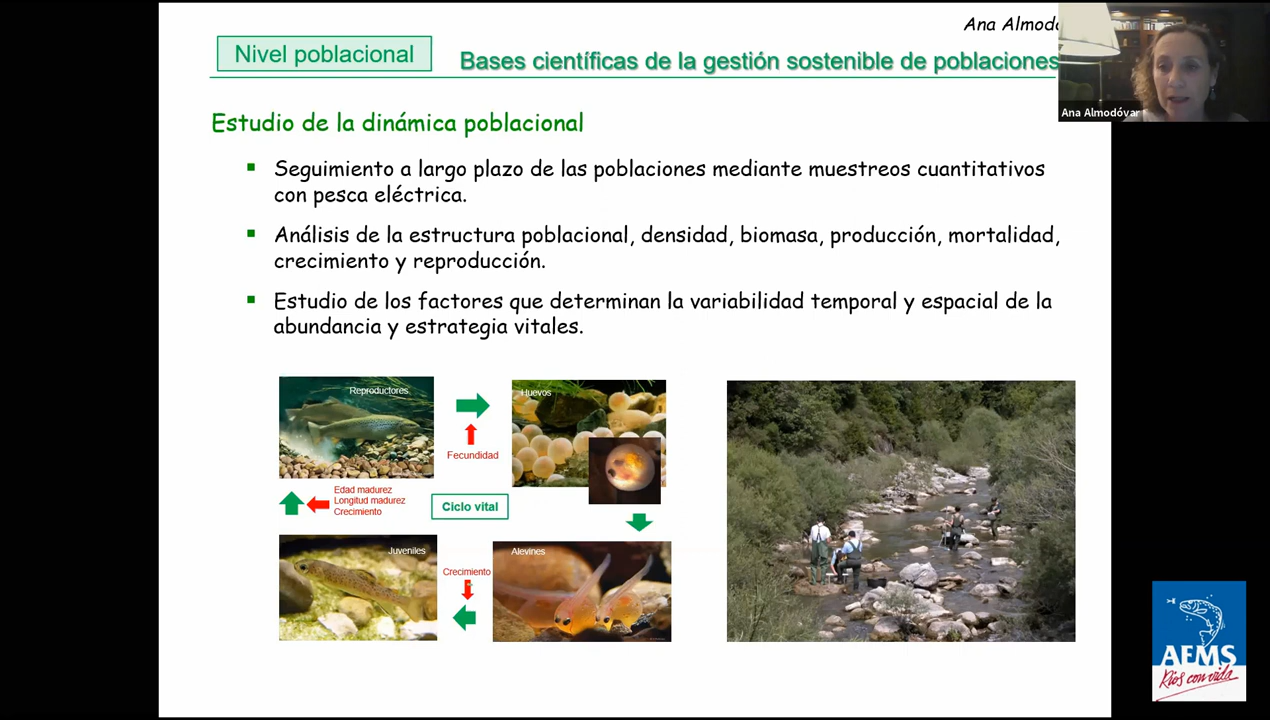 Ana Almodó
Nivel poblacional
Bases científicas de la gestión sostenible de poblaciones
Ana Almodóvar
Estudio de la dinámica poblacional
Seguimiento a largo plazo de las poblaciones mediante muestreos cuantitativos
con pesca eléctrica.
Análisis de la estructura poblacional, densidad, biomasa, producción, mortalidad,
crecimiento y reproducción.
Estudio de los factores que determinan la variabilidad temporal y espacial de la
abundancia y estrategia vitales.
Reproductores
Huevos
Fecundidad
Edad madurez
Longitud madurez
Crecimiento
Ciclo vital
Juveniles
Crecimiento
Alevines
AEMS
Ríos con vida